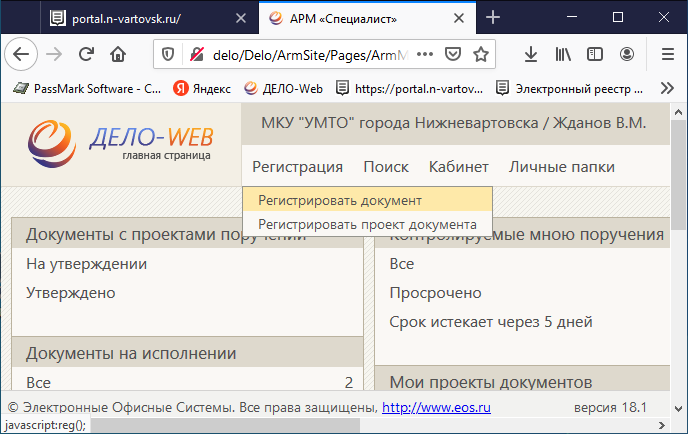 portal.n-vartovsk.ru/
АРМ «Специалист»
delo/Delo/ArmSite/Pages/ArmM
PassMark Software - C...
Яндекс
ДЕЛО-Web
https://portal.n-vartov...
Электронный реестр ...
ДЕЛО-WEB
главная страница
МКУ "УМТО" города Нижневартовска / Жданов В.М.
Регистрация Поиск Кабинет Личные папки
Регистрировать документ
Регистрировать проект документа
Документы с проектами поручений
На утверждении
Утверждено
Документы на исполнении
Все 2
Контролируемые мною поручения
Все
Просрочено
Срок истекает через 5 дней
Мои проекты документов
© Электронные Офисные Системы. Все права защищены, http://www.eos.ru версия 18.1
javascript:reg();